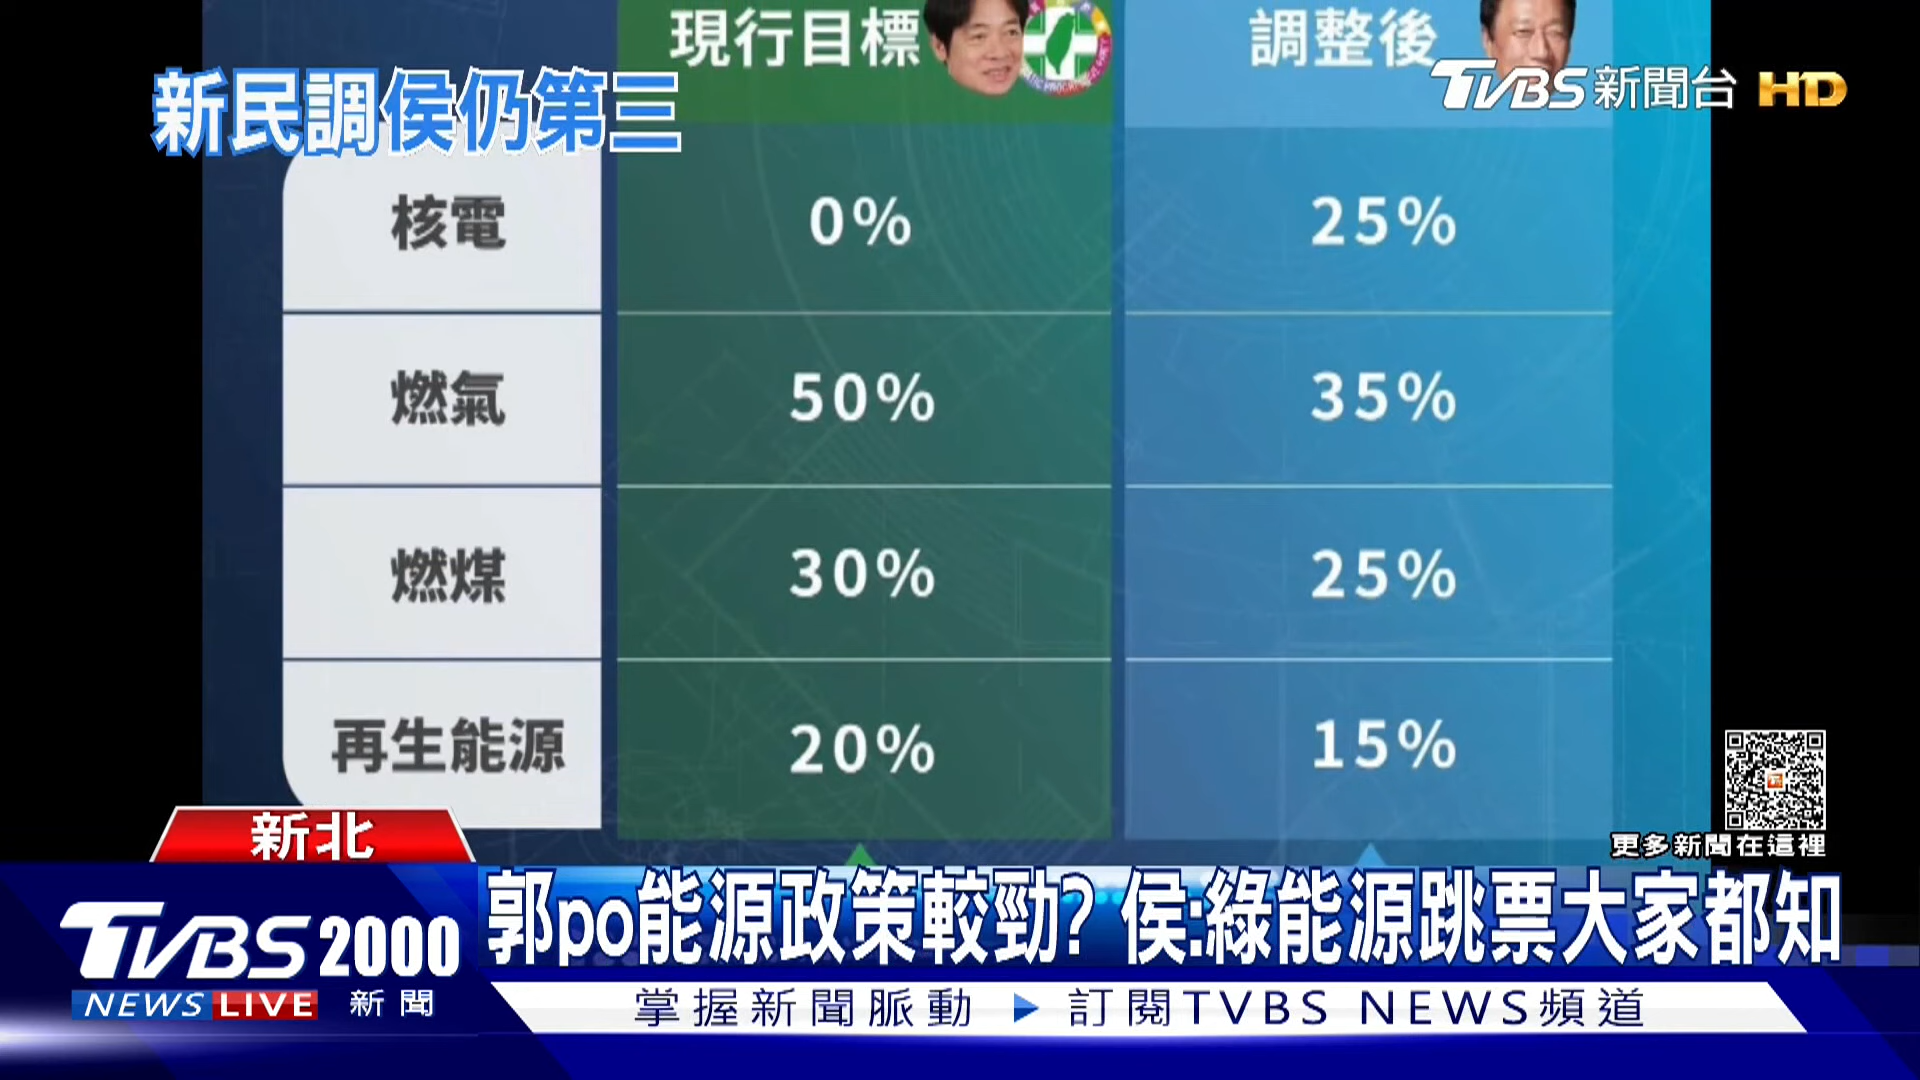 現行目標
調整後
TVBS新聞台 HD
新民調侯仍第三
核電 0% 25%
燃氣 50% 35%
燃煤 30% 25%
再生能源 20% 15%
更多新聞在這裡
新北
郭po能源政策較勁? 侯:綠能源跳票大家都知
TVBS 2000
NEWS LIVE 新聞
掌握新聞脈動 ▶ 訂閱TVBS NEWS頻道